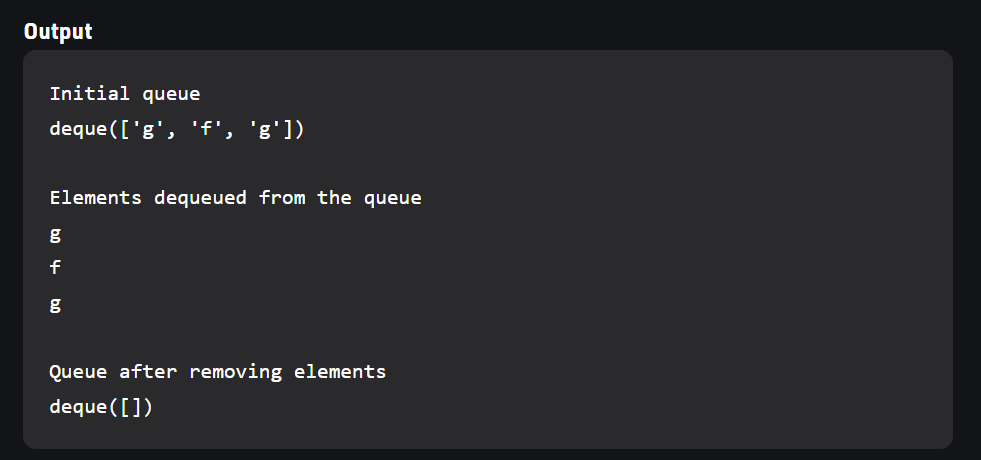 Output
Initial queue
deque(['g', 'f', 'g'])
Elements dequeued from the queue
g
f
g
Queue after removing elements
deque([])